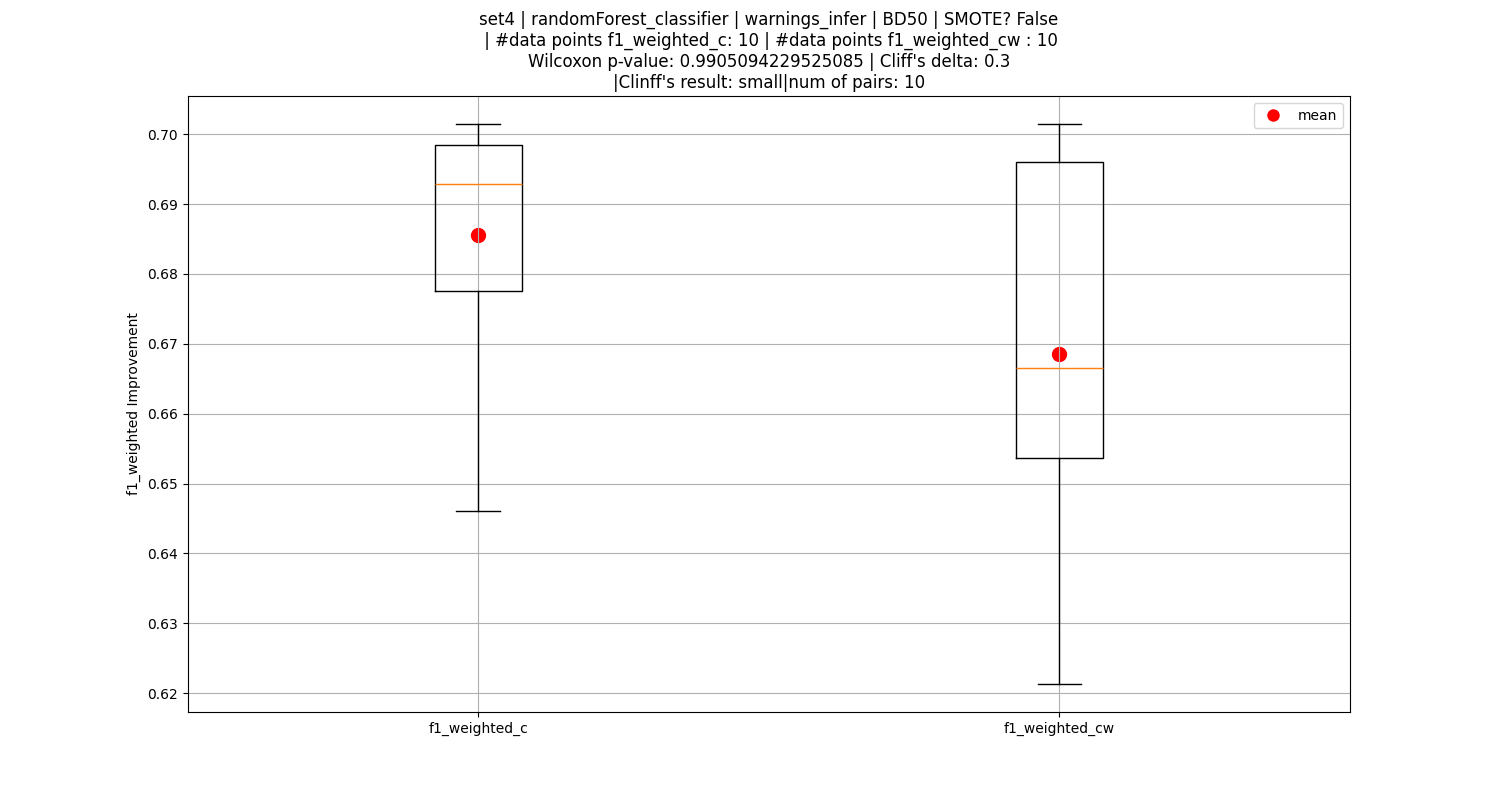 set4 | randomForest_classifier | warnings_infer | BD50 | SMOTE? False
| #data points f1_weighted_c: 10 | #data points f1_weighted_cw : 10
Wilcoxon p-value: 0.9905094229525085 | Cliff's delta: 0.3
|Clinff's result: small|num of pairs: 10
mean
f1_weighted Improvement
0.70
0.69
0.68
0.67
0.66
0.65
0.64
0.63
0.62
f1_weighted_c
f1_weighted_cw